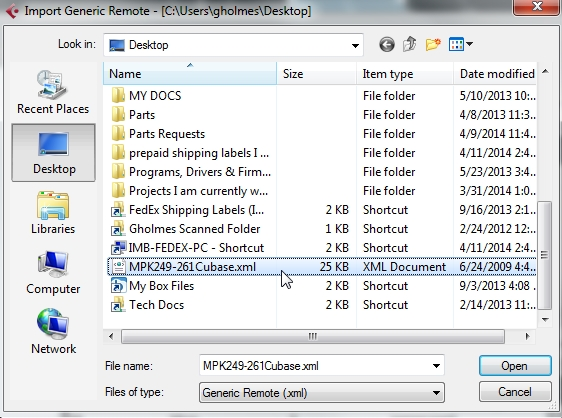 Import Generic Remote - [C:\Users\gholmes\Desktop]
Look in: Desktop
Name Size Item type Date modified
MY DOCS File folder 5/10/2013 10:...
Parts File folder 4/8/2013 11:3...
Parts Requests File folder 4/9/2014 11:4...
prepaid shipping labels I ... File folder 4/11/2014 2:4...
Programs, Drivers & Firm... File folder 5/23/2013 3:4...
Projects I am currently w... File folder 3/31/2014 1:0...
FedEx Shipping Labels (I... 2 KB Shortcut 9/16/2013 2:...
Gholmes Scanned Folder 1 KB Shortcut 2/24/2012 12:...
IMB-FEDEX-PC - Shortcut 2 KB Shortcut 4/11/2014 2:4...
MPK249-261Cubase.xml 25 KB XML Document 6/24/2009 4:4...
My Box Files 2 KB Shortcut 9/3/2013 4:08 ...
Tech Docs 2 KB Shortcut 2/14/2013 11:...
Recent Places
Desktop
Libraries
Computer
Network
File name: MPK249-261Cubase.xml Open
Files of type: Generic Remote (.xml) Cancel